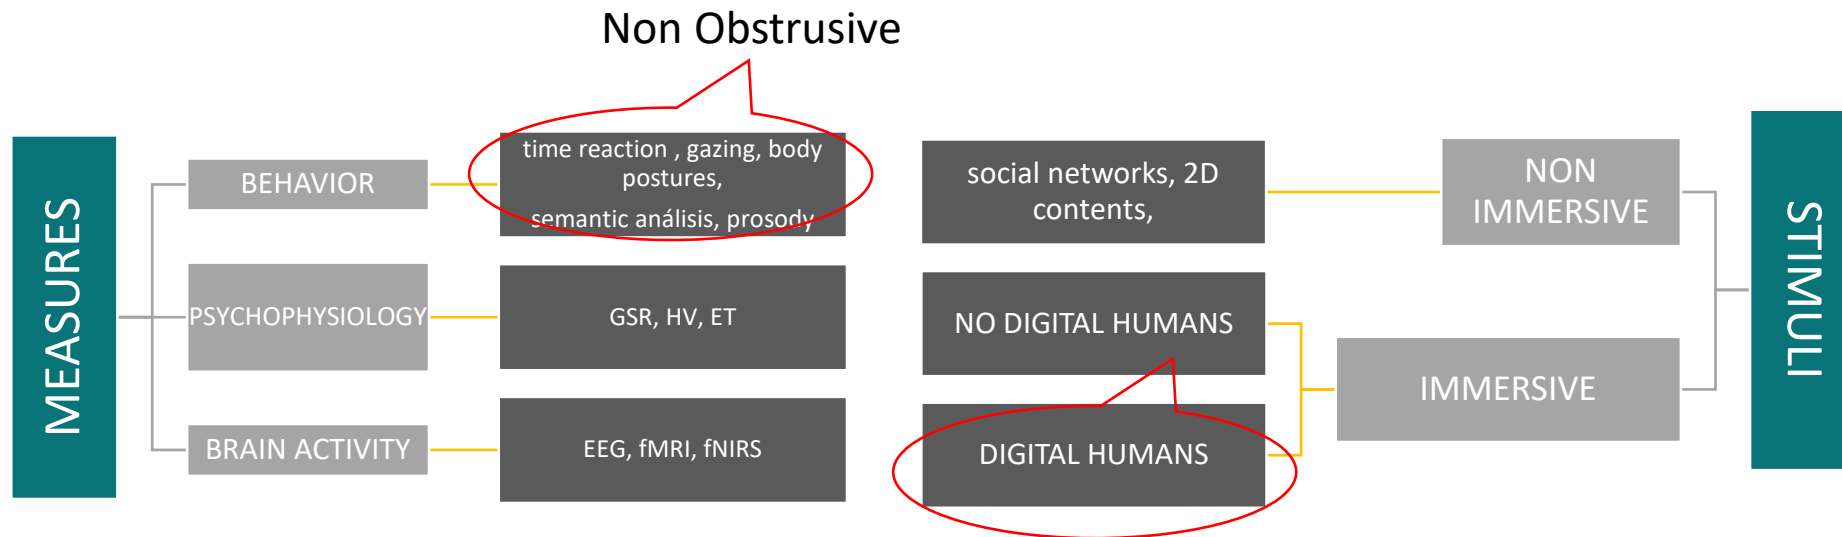 Non Obstrusive
MEASURES
BEHAVIOR
time reaction , gazing, body
postures,
semantic análisis, prosody
PSYCHOPHYSIOLOGY
GSR, HV, ET
BRAIN ACTIVITY
EEG, fMRI, fNIRS
social networks, 2D
contents,
NON
IMMERSIVE
NO DIGITAL HUMANS
DIGITAL HUMANS
IMMERSIVE
STIMULI